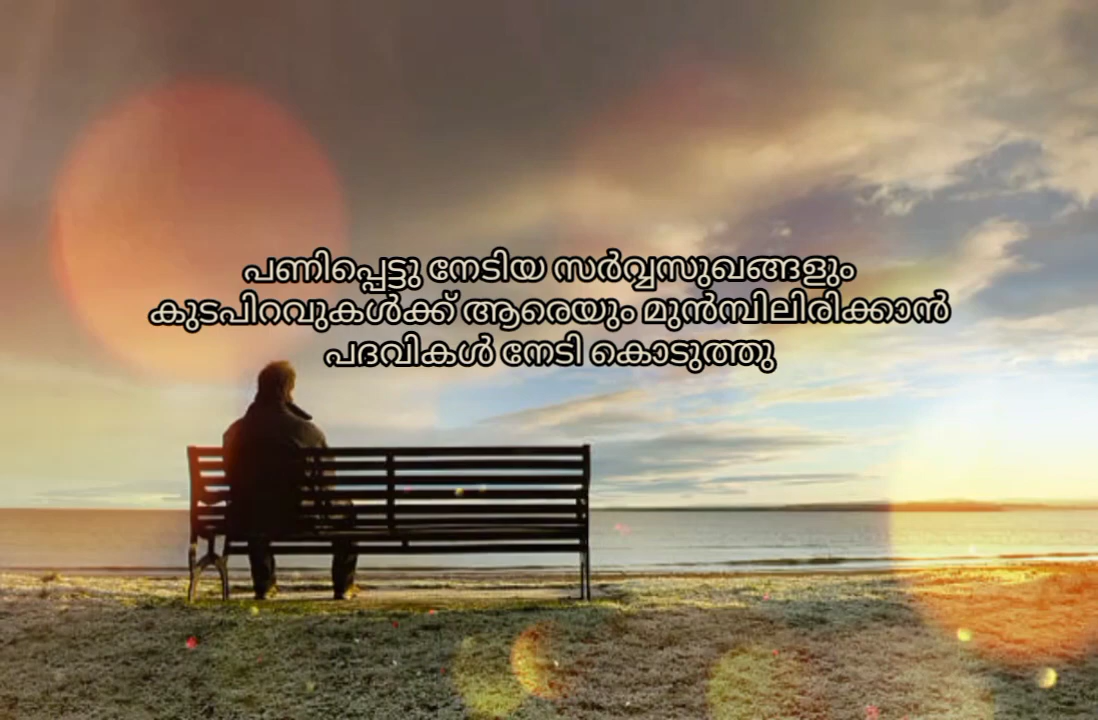 പണിപ്പെട്ടു നേടിയ സർവ്വസുഖങ്ങളും
കുടപിറവുകൾക്ക് ആരെയും മുൻമ്പിലിരിക്കാൻ
പദവികൾ നേടി കൊടുത്തു